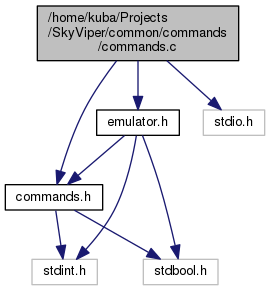 /home/kuba/Projects
/SkyViper/common/commands
/commands.c
emulator.h
stdio.h
commands.h
stdint.h
stdbool.h